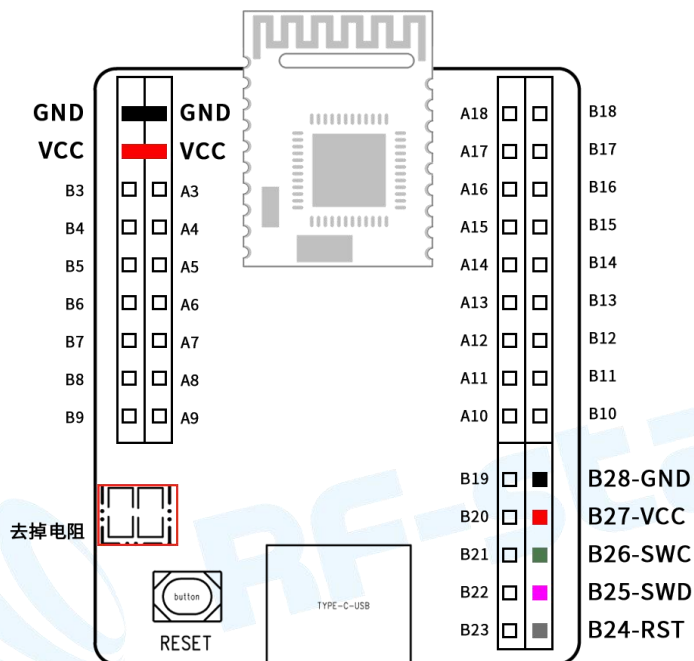 GND GND
VCC VCC
B3 A3
B4 A4
B5 A5
B6 A6
B7 A7
B8 A8
B9 A9
A18 B18
A17 B17
A16 B16
A15 B15
A14 B14
A13 B13
A12 B12
A11 B11
A10 B10
B19 B28-GND
B20 B27-VCC
B21 B26-SWC
B22 B25-SWD
B23 B24-RST
去掉电阻
button
RESET
TYPE-C-USB
RF-sta